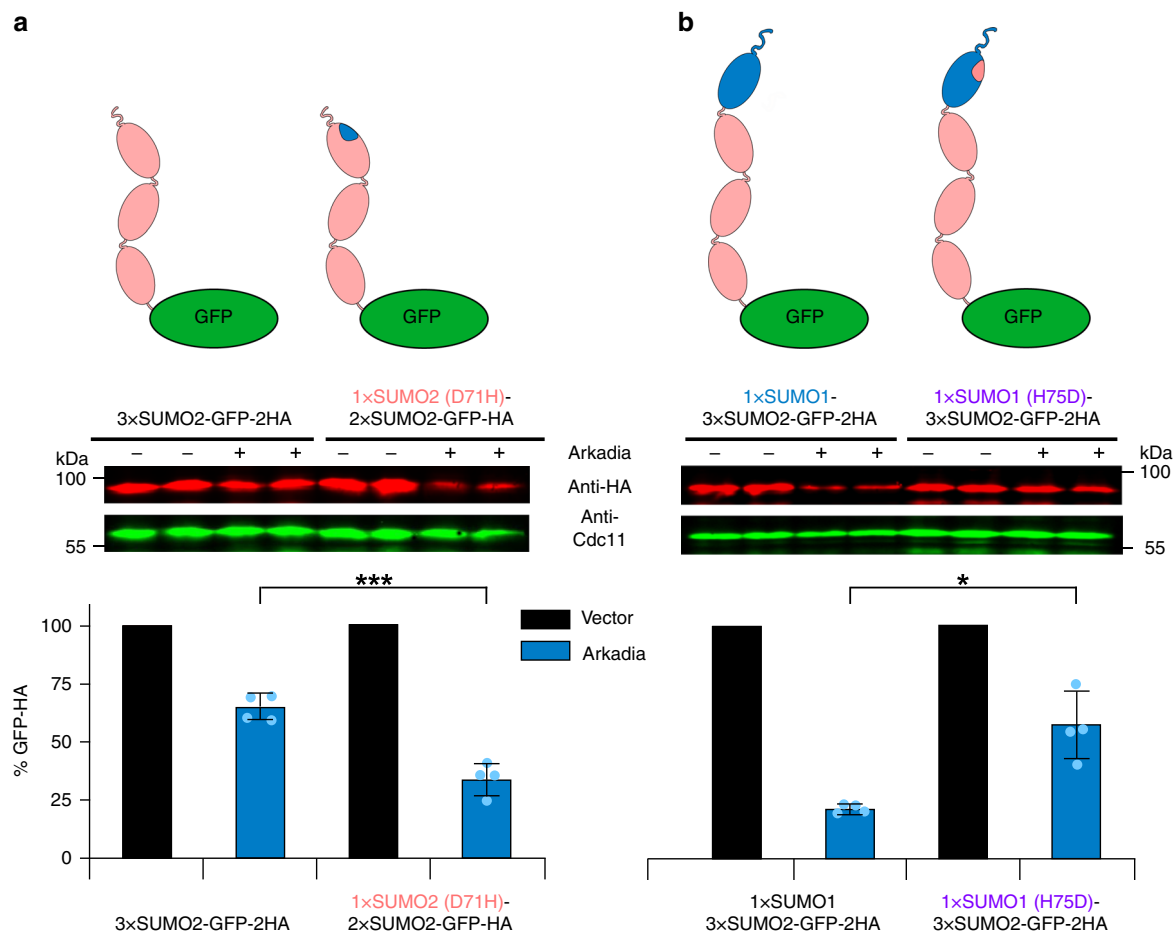 a
b
GFP
GFP
GFP
GFP
3×SUMO2-GFP-2HA
1×SUMO2 (D71H)-
2×SUMO2-GFP-HA
1×SUMO1-
3×SUMO2-GFP-2HA
1×SUMO1 (H75D)-
3×SUMO2-GFP-2HA
kDa
– – + + – – + +
Arkadia
– – + + – – + +
kDa
100
Anti-HA
100
55
Anti-
Cdc11
55
***
*
Vector
Arkadia
% GFP-HA
100
75
50
25
0
3×SUMO2-GFP-2HA
1×SUMO2 (D71H)-
2×SUMO2-GFP-HA
1×SUMO1
3×SUMO2-GFP-2HA
1×SUMO1 (H75D)-
3×SUMO2-GFP-2HA